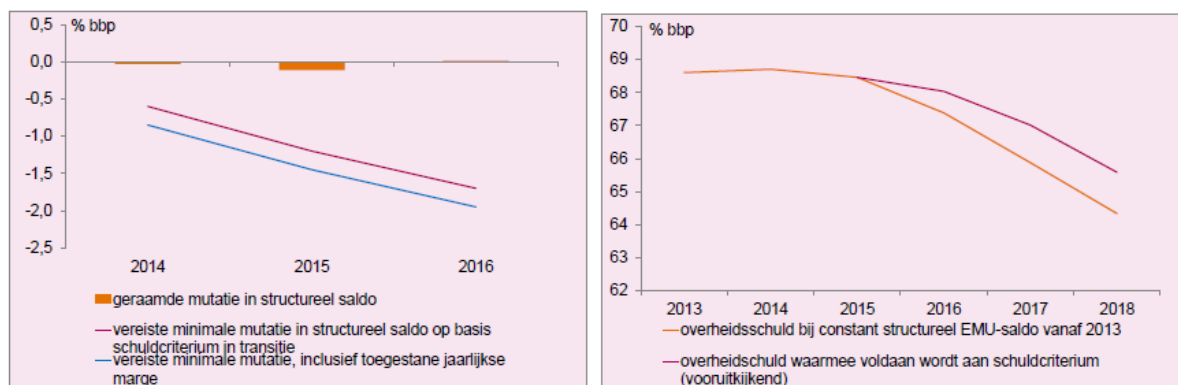 % bbp
0,5
0,0
-0,5
-1,0
-1,5
-2,0
-2,5
2014 2015 2016
geraamde mutatie in structureel saldo
vereiste minimale mutatie in structureel saldo op basis
schuldcriterium in transitie
vereiste minimale mutatie, inclusief toegestane jaarlijkse
marge
% bbp
70
69
68
67
66
65
64
63
62
2013 2014 2015 2016 2017 2018
overheidsschuld bij constant structureel EMU-saldo vanaf 2013
overheidschuld waarmee voldaan wordt aan schuldcriterium
(vooruitkijkend)